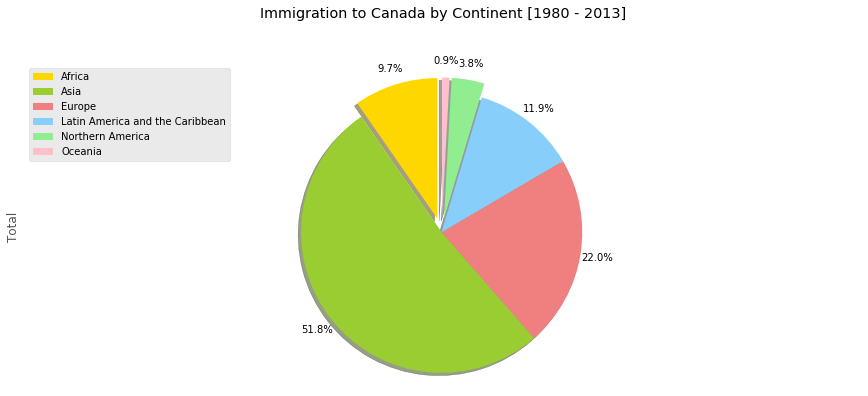 Immigration to Canada by Continent [1980 - 2013]
Africa
Asia
Europe
Latin America and the Caribbean
Northern America
Oceania
9.7%
0.9%
3.8%
11.9%
22.0%
51.8%
Total